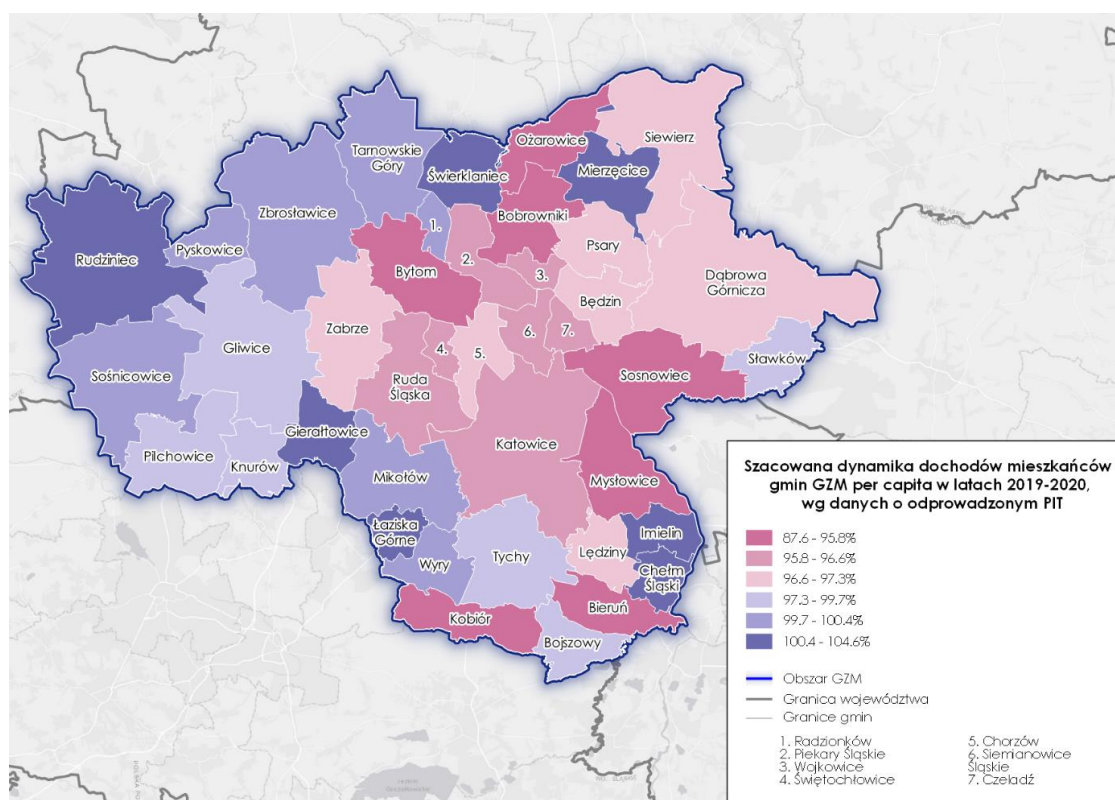 Ożarowice
Siewierz
Tarnowskie
Góry
Świerklaniec
Mierzęcice
Zbrosławice
Bobrowniki
1.
Pyskowice
Psary
Rudziniec
2.
Bytom
3.
Dąbrowa
Górnicza
Będzin
Zabrze
6.
7.
Gliwice
4.
5.
Sławków
Sośnicowice
Ruda
Śląska
Sosnowiec
Gierałtowice
Katowice
Pilchowice
Knurów
Mikołów
Mysłowice
Łaziska
Górne
Imielin
Wyry
Tychy
Lędziny
Chełm
Śląski
Kobiór
Bieruń
Bojszowy
Szacowana dynamika dochodów mieszkańców
gmin GZM per capita w latach 2019-2020,
wg danych o odprowadzonym PIT
87.6 - 95.8%
95.8 - 96.6%
96.6 - 97.3%
97.3 - 99.7%
99.7 - 100.4%
100.4 - 104.6%
Obszar GZM
Granica województwa
Granice gmin
1. Radzionków
2. Piekary Śląskie
3. Wojkowice
4. Świętochłowice
5. Chorzów
6. Siemianowice
Śląskie
7. Czeladź